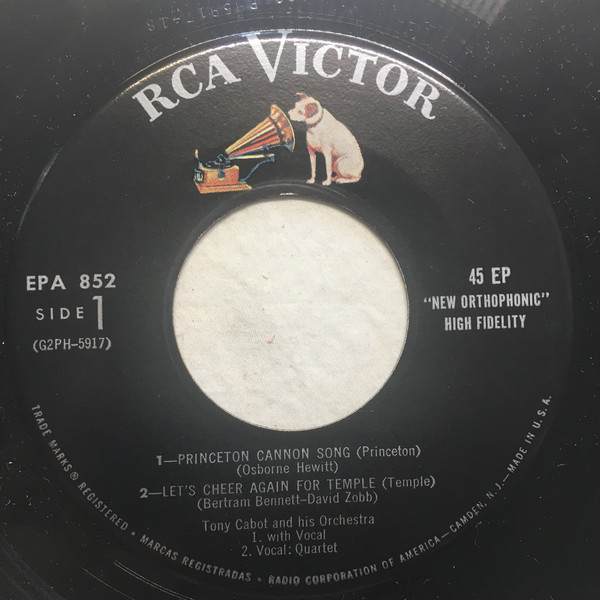 RCA VICTOR
EPA 852
SIDE 1
(G2PH-5917)
45 EP
"NEW ORTHOPHONIC"
HIGH FIDELITY
1—PRINCETON CANNON SONG (Princeton)
(Osborne Hewitt)
2—LET'S CHEER AGAIN FOR TEMPLE (Temple)
(Bertram Bennett-David Zobb)
Tony Cabot and his Orchestra
1. with Vocal
2. Vocal: Quartet
TRADE MARKS ® REGISTERED • MARCAS REGISTRADAS • RADIO CORPORATION OF AMERICA—CAMDEN, N. J.—MADE IN U.S.A.